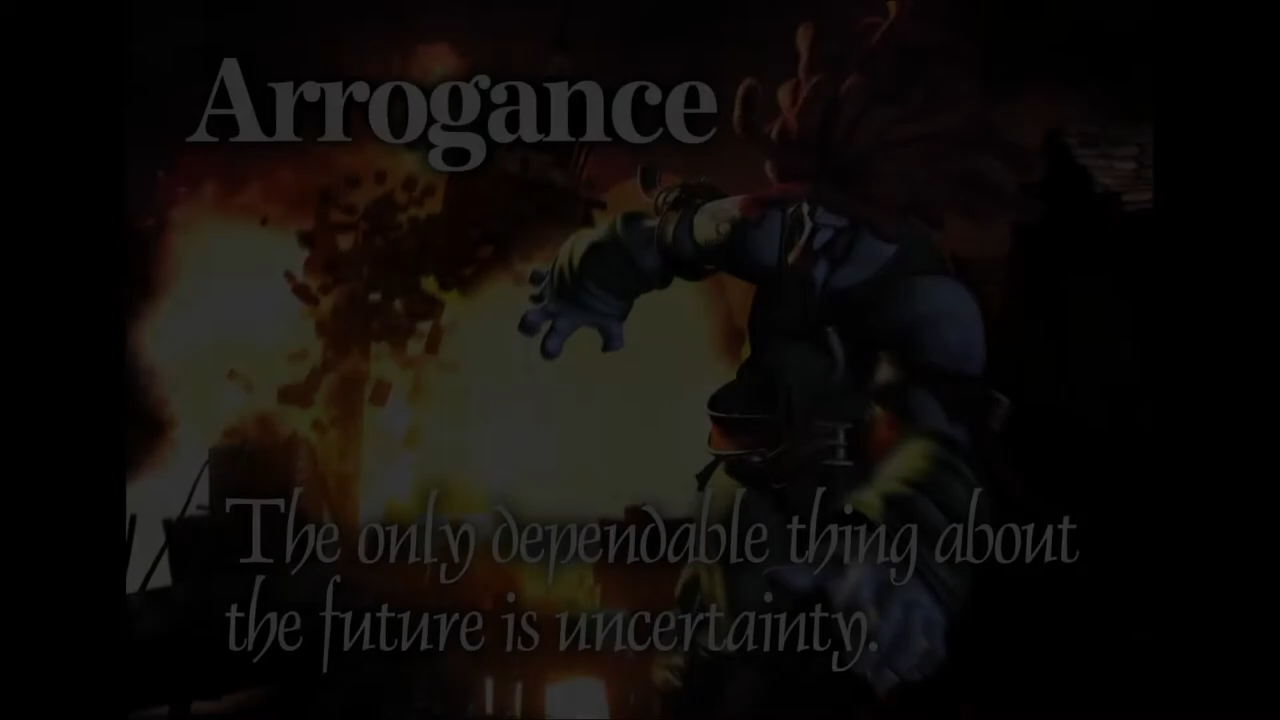 Arrogance
The only dependable thing about
the future is uncertainty.